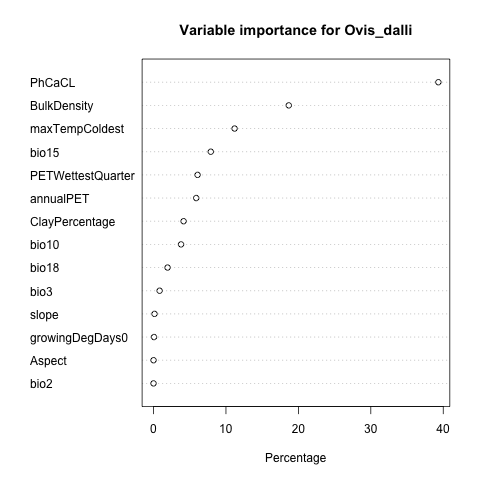 Variable importance for Ovis_dalli
PhCaCL
BulkDensity
maxTempColdest
bio15
PETWettestQuarter
annualPET
ClayPercentage
bio10
bio18
bio3
slope
growingDegDays0
Aspect
bio2
0 10 20 30 40
Percentage